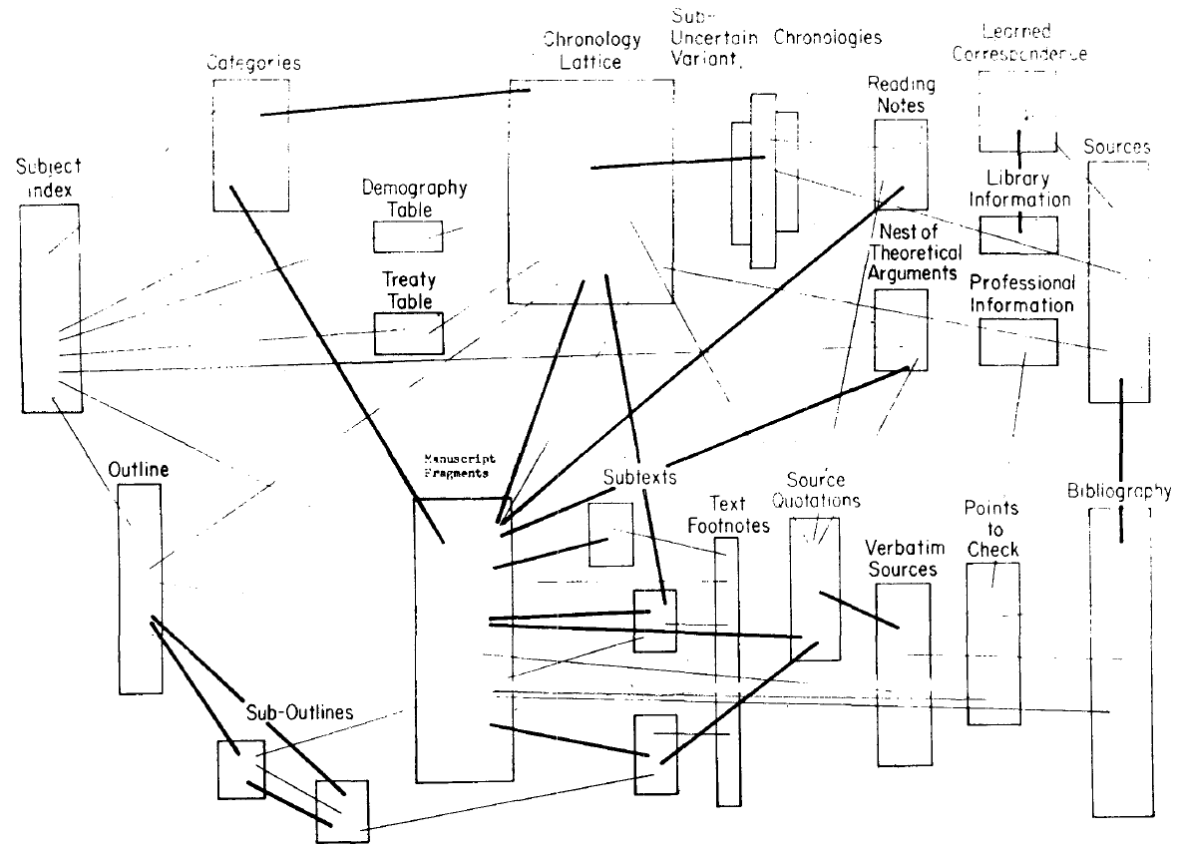 Categories
Chronology
Lattice
Sub-
Uncertain
Variant,
Chronologies
Learned
Correspondence
Reading
Notes
Sources
Subject
Index
Demography
Table
Library
Information
Nest of
Theoretical
Arguments
Treaty
Table
Professional
Information
Outline
Manuscript
Fragments
Subtexts
Text
Footnotes
Source
Quotations
Verbatim
Sources
Points
to
Check
Bibliography
Sub-Outlines